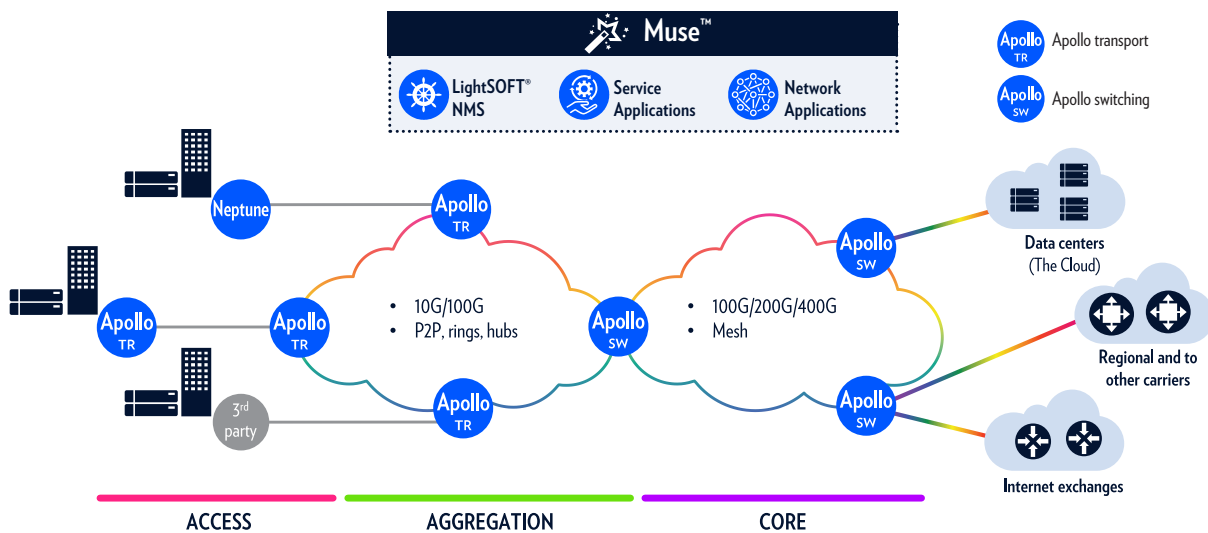 Muse™
LightSOFT®
NMS
Service
Applications
Network
Applications
Apollo
TR
Apollo transport
Apollo
SW
Apollo switching
Neptune
Apollo
TR
Apollo
SW
Data centers
(The Cloud)
Apollo
TR
Apollo
TR
• 10G/100G
• P2P, rings, hubs
Apollo
SW
• 100G/200G/400G
• Mesh
Regional and to
other carriers
3rd
party
Apollo
TR
Apollo
SW
Internet exchanges
ACCESS
AGGREGATION
CORE